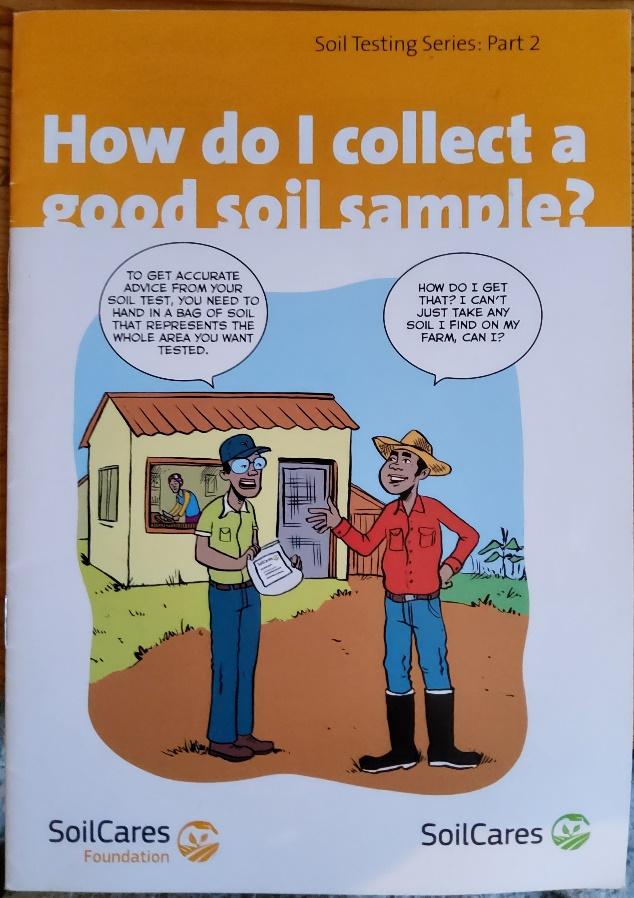 Soil Testing Series: Part 2
How do I collect a
good soil sample?
TO GET ACCURATE
ADVICE FROM YOUR
SOIL TEST, YOU NEED TO
HAND IN A BAG OF SOIL
THAT REPRESENTS THE
WHOLE AREA YOU WANT
TESTED.
HOW DO I GET
THAT? I CAN'T
JUST TAKE ANY
SOIL I FIND ON MY
FARM, CAN I?
SoilCares
Foundation
SoilCares